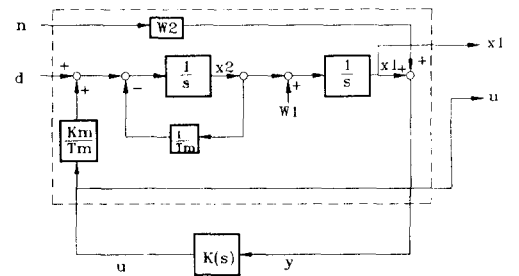 n
W2
x1
d
+
+
+
-
1
s
x2
+
W1
1
s
x1
+
+
u
Km
Tm
1
Tm
K(s)
u
y